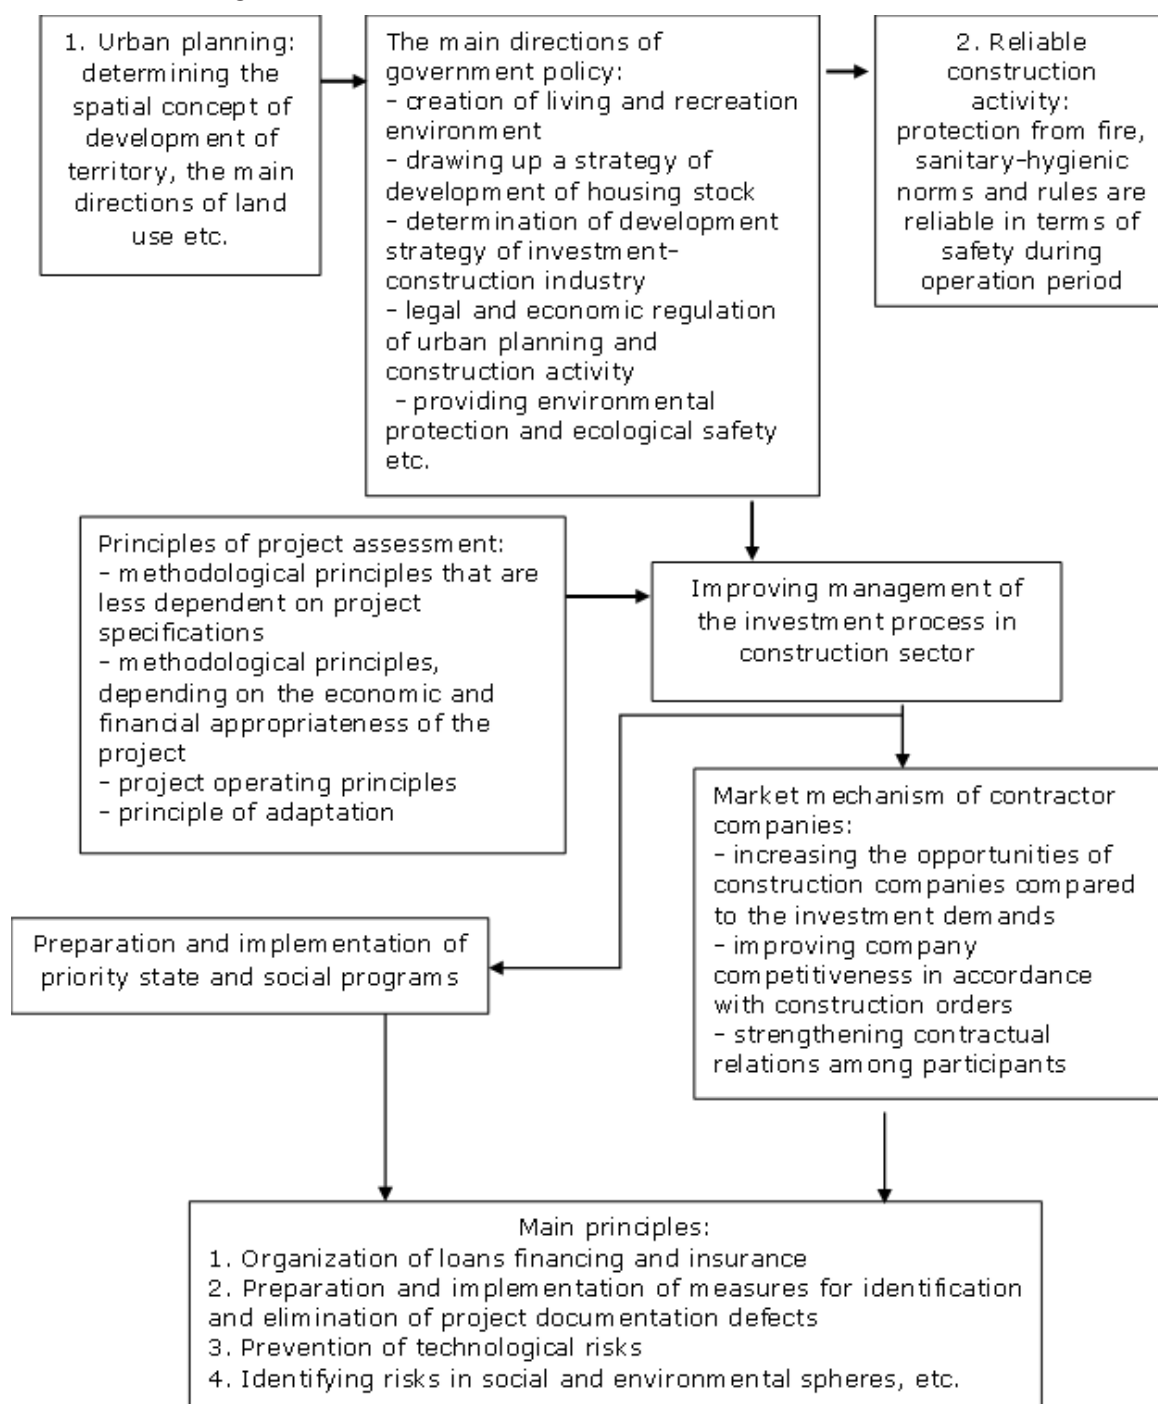 1. Urban planning:
determining the
spatial concept of
development of
territory, the main
directions of land
use etc.
The main directions of
government policy:
- creation of living and recreation
environment
- drawing up a strategy of
development of housing stock
- determination of development
strategy of investment-
construction industry
- legal and economic regulation
of urban planning and
construction activity
- providing environmental
protection and ecological safety
etc.
2. Reliable
construction
activity:
protection from fire,
sanitary-hygienic
norms and rules are
reliable in terms of
safety during
operation period
Principles of project assessment:
- methodological principles that are
less dependent on project
specifications
- methodological principles,
depending on the economic and
financial appropriateness of the
project
- project operating principles
- principle of adaptation
Improving management of
the investment process in
construction sector
Market mechanism of contractor
companies:
- increasing the opportunities of
construction companies compared
to the investment demands
- improving company
competitiveness in accordance
with construction orders
- strengthening contractual
relations among participants
Preparation and implementation of
priority state and social programs
Main principles:
1. Organization of loans financing and insurance
2. Preparation and implementation of measures for identification
and elimination of project documentation defects
3. Prevention of technological risks
4. Identifying risks in social and environmental spheres, etc.